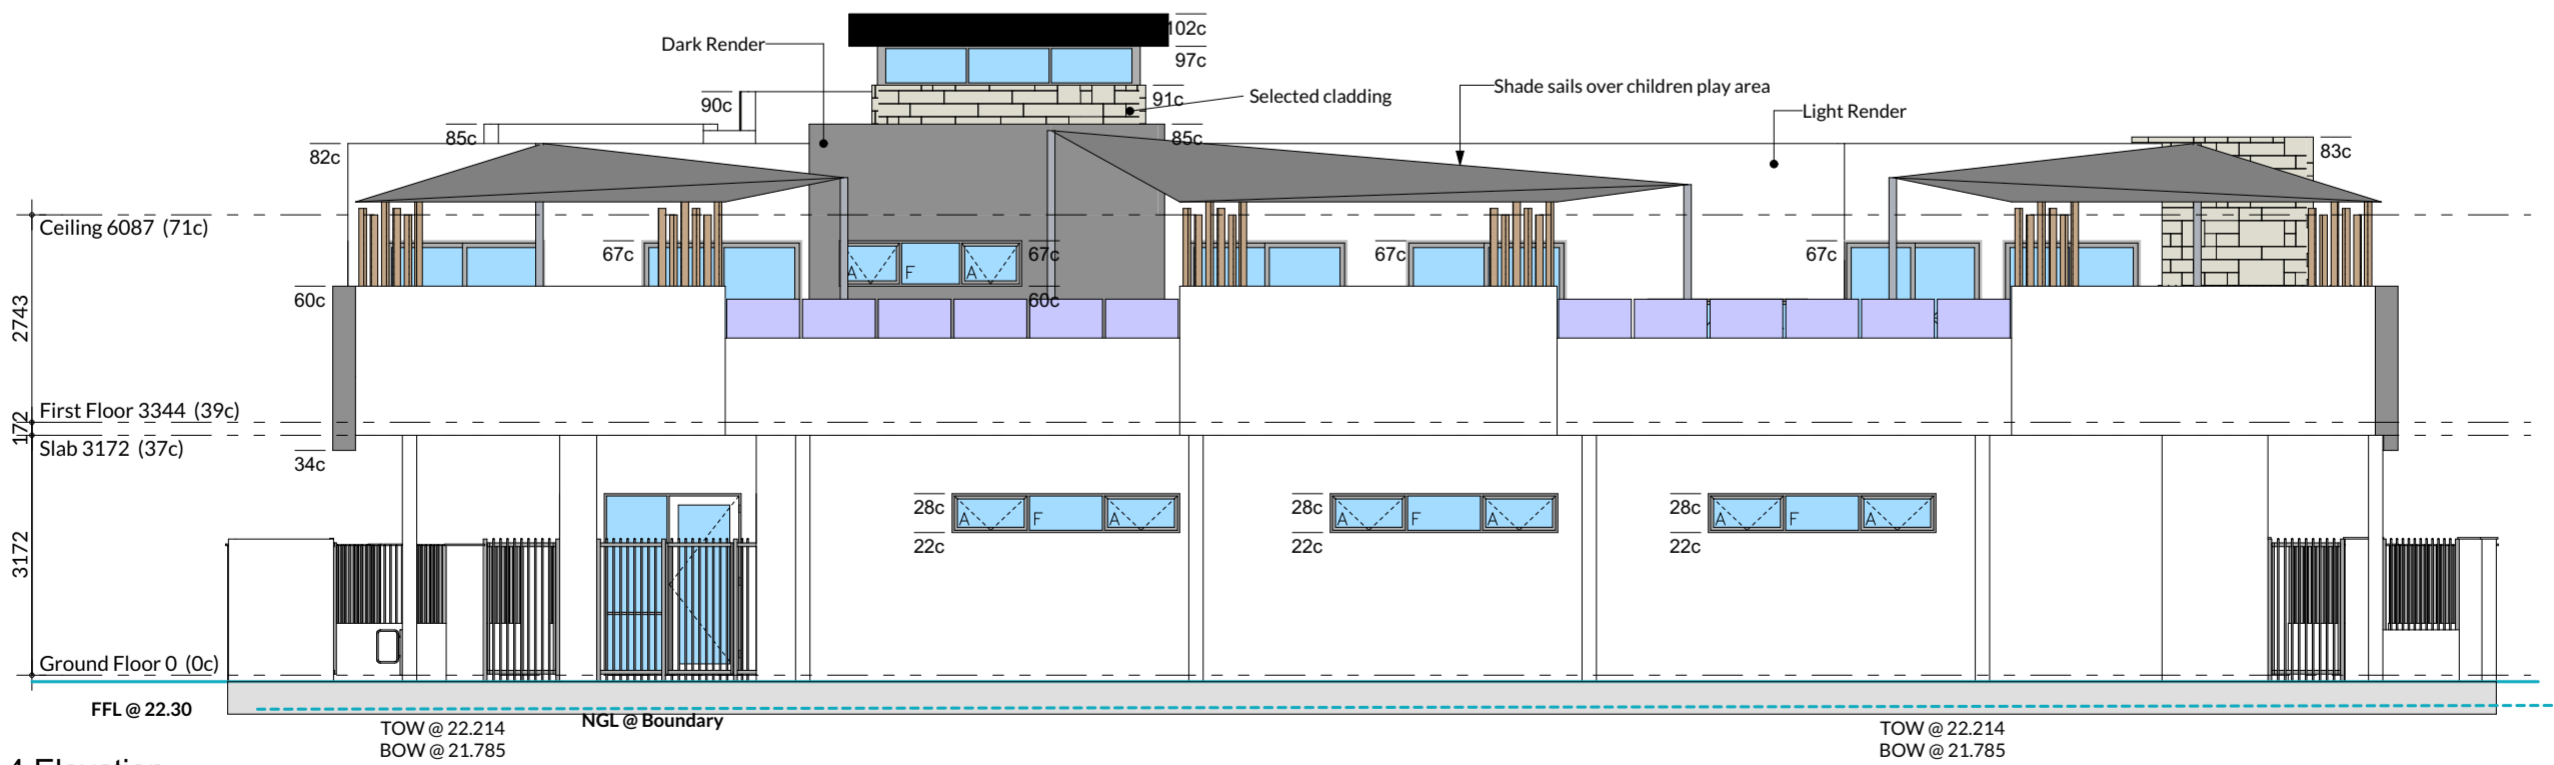 102c
Dark Render
97c
Shade sails over children play area
90c
91c
Selected cladding
Light Render
85c
85c
82c
83c
Ceiling 6087 (71c)
67c
67c
67c
67c
A
F
A
60c
60c
2743
First Floor 3344 (39c)
172
Slab 3172 (37c)
34c
28c
A
F
A
28c
A
F
A
28c
A
F
A
22c
22c
22c
3172
Ground Floor 0 (0c)
FFL @ 22.30
NGL @ Boundary
TOW @ 22.214
BOW @ 21.785
TOW @ 22.214
BOW @ 21.785